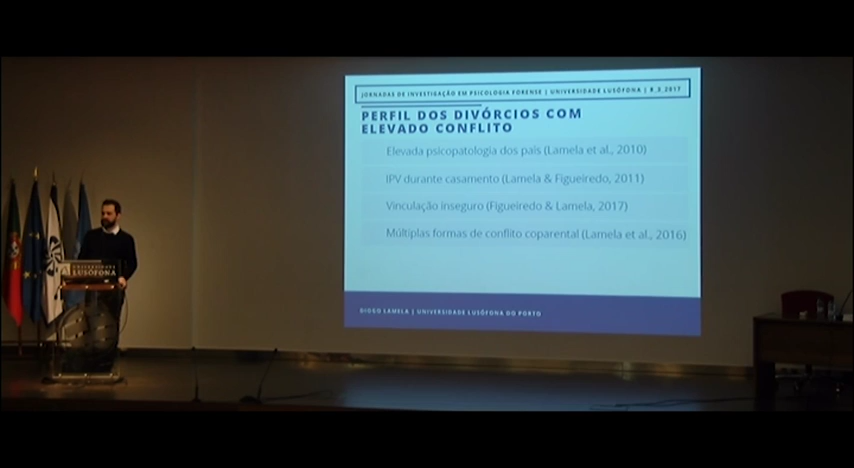 JORNADAS DE INVESTIGAÇÃO EM PSICOLOGIA FORENSE | UNIVERSIDADE LUSÓFONA | 8.3.2017
PERFIL DOS DIVÓRCIOS COM
ELEVADO CONFLITO
Elevada psicopatologia dos pais (Lamela et al., 2010)
IPV durante casamento (Lamela & Figueiredo, 2011)
Vinculação inseguro (Figueiredo & Lamela, 2017)
Múltiplas formas de conflito coparental (Lamela et al., 2016)
DIOGO LAMELA | UNIVERSIDADE LUSÓFONA DO PORTO
UNIVERSIDADE
LUSÓFONA